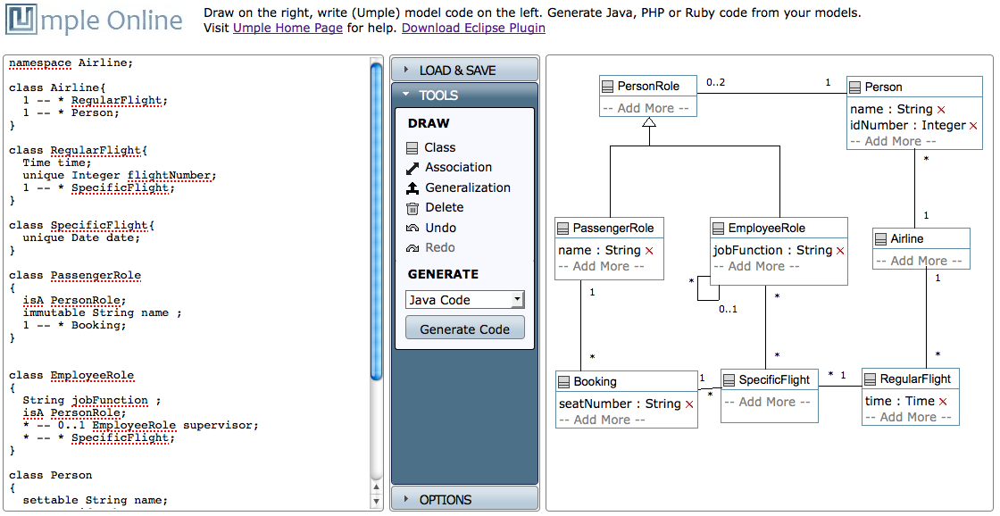 Umple Online
Draw on the right, write (Umple) model code on the left. Generate Java, PHP or Ruby code from your models.
Visit Umple Home Page for help. Download Eclipse Plugin
namespace Airline;
class Airline{
1 -- * RegularFlight;
1 -- * Person;
}
class RegularFlight{
Time time;
unique Integer flightNumber;
1 -- * SpecificFlight;
}
class SpecificFlight{
unique Date date;
}
class PassengerRole
{
isA PersonRole;
immutable String name ;
1 -- * Booking;
}
class EmployeeRole
{
String jobFunction ;
isA PersonRole;
* -- 0..1 EmployeeRole supervisor;
* -- * SpecificFlight;
}
class Person
{
settable String name;
LOAD & SAVE
TOOLS
DRAW
Class
Association
Generalization
Delete
Undo
Redo
GENERATE
Java Code
Generate Code
OPTIONS
PersonRole
-- Add More --
0..2
1
Person
name : String
idNumber : Integer
-- Add More --
*
1
PassengerRole
name : String
-- Add More --
EmployeeRole
jobFunction : String
-- Add More --
Airline
-- Add More --
*
0..1
1
*
1
*
*
*
Booking
seatNumber : String
-- Add More --
1
*
SpecificFlight
-- Add More --
* 1
RegularFlight
time : Time
-- Add More --